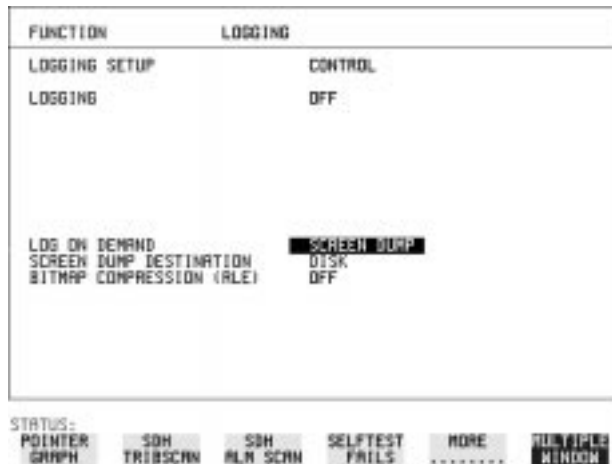 FUNCTION LOGGING
LOGGING SETUP CONTROL
LOGGING OFF
LOG ON DEMAND SCREEN DUMP
SCREEN DUMP DESTINATION DISK
BITMAP COMPRESSION (RLE) OFF
STATUS:
POINTER SDH SDH SELFTEST MORE MULTIPLE
GRAPH TRIBSCAN ALM SCAN FAILS ........ WINDOW